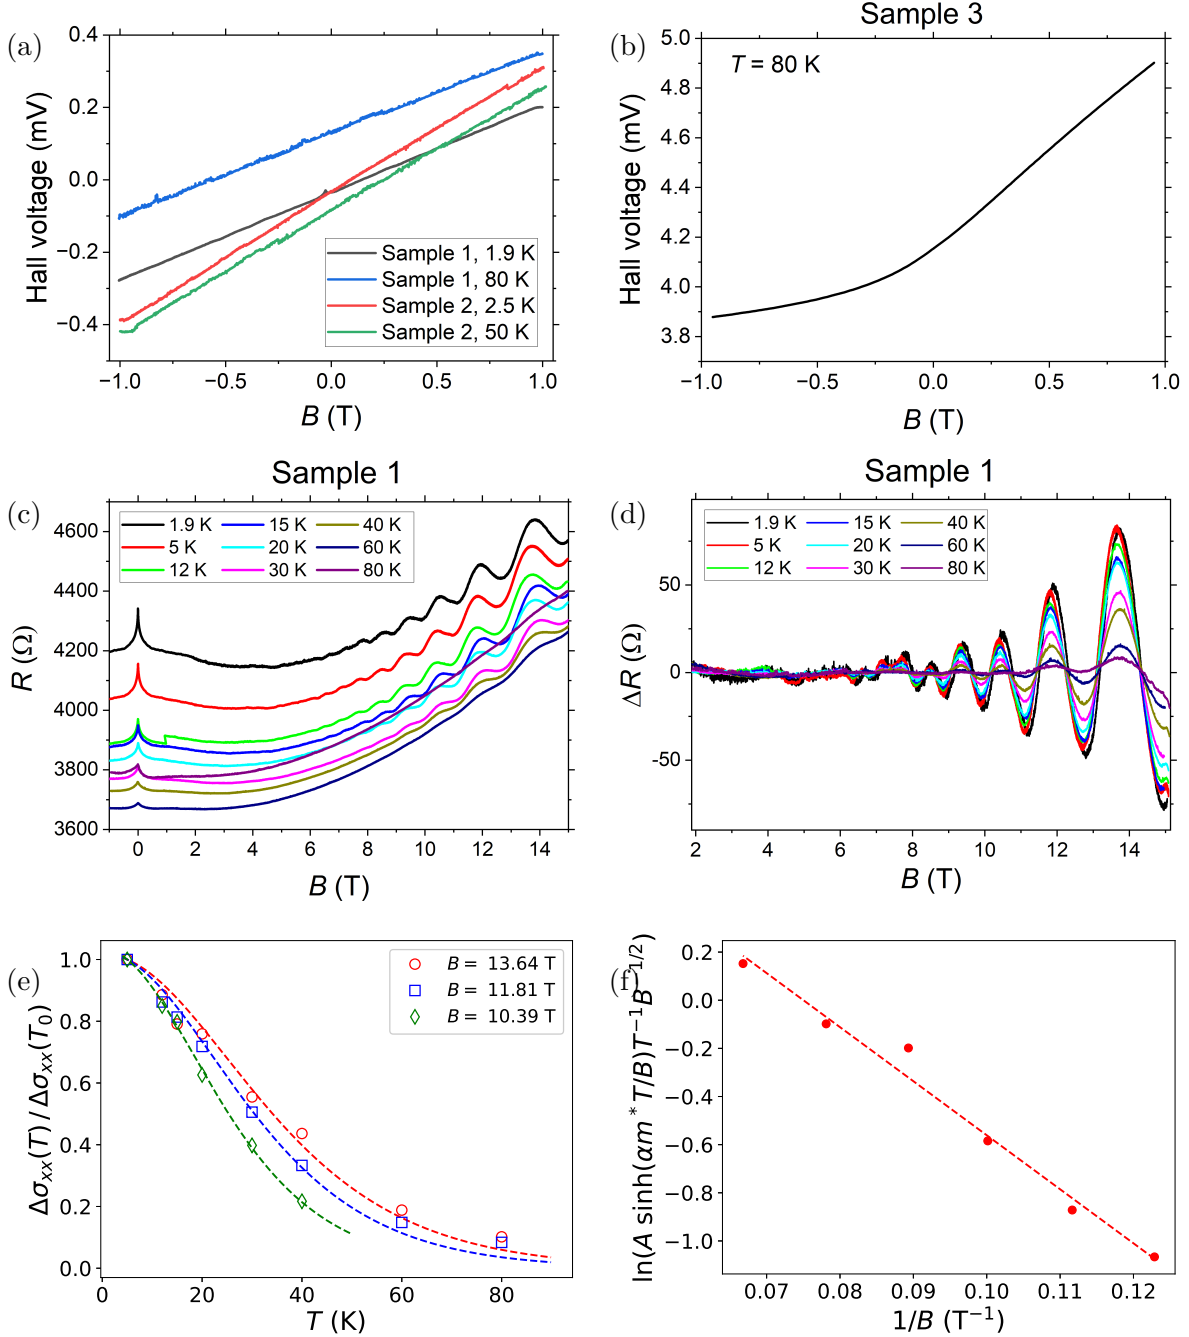 (a)
0.4
0.2
0.0
−0.2
−0.4
Hall voltage (mV)
Sample 1, 1.9 K
Sample 1, 80 K
Sample 2, 2.5 K
Sample 2, 50 K
−1.0 −0.5 0.0 0.5 1.0
B (T)
Sample 3
(b)
T = 80 K
5.0
4.8
4.6
4.4
4.2
4.0
3.8
Hall voltage (mV)
−1.0 −0.5 0.0 0.5 1.0
B (T)
Sample 1
(c)
1.9 K 15 K 40 K
5 K 20 K 60 K
12 K 30 K 80 K
4600
4400
4200
4000
3800
3600
R (Ω)
0 2 4 6 8 10 12 14
B (T)
Sample 1
(d)
1.9 K 15 K 40 K
5 K 20 K 60 K
12 K 30 K 80 K
50
0
-50
ΔR (Ω)
2 4 6 8 10 12 14
B (T)
(e)
B = 13.64 T
B = 11.81 T
B = 10.39 T
1.0
0.8
0.6
0.4
0.2
0.0
Δσxx(T) / Δσxx(T0)
0 20 40 60 80
T (K)
(f)
0.2
0.0
−0.2
−0.4
−0.6
−0.8
−1.0
ln(A sinh(αm*T/B)T−1B−1/2)
0.07 0.08 0.09 0.10 0.11 0.12
1/B (T−1)